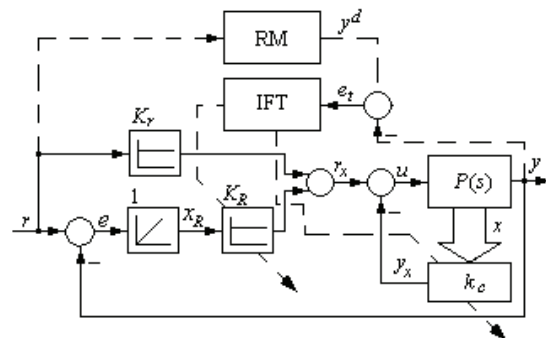 RM
y^d
IFT
e_t
K_r
r_x
u
P(s)
y
r
e
1
x_R
K_R
y_x
x
k_c